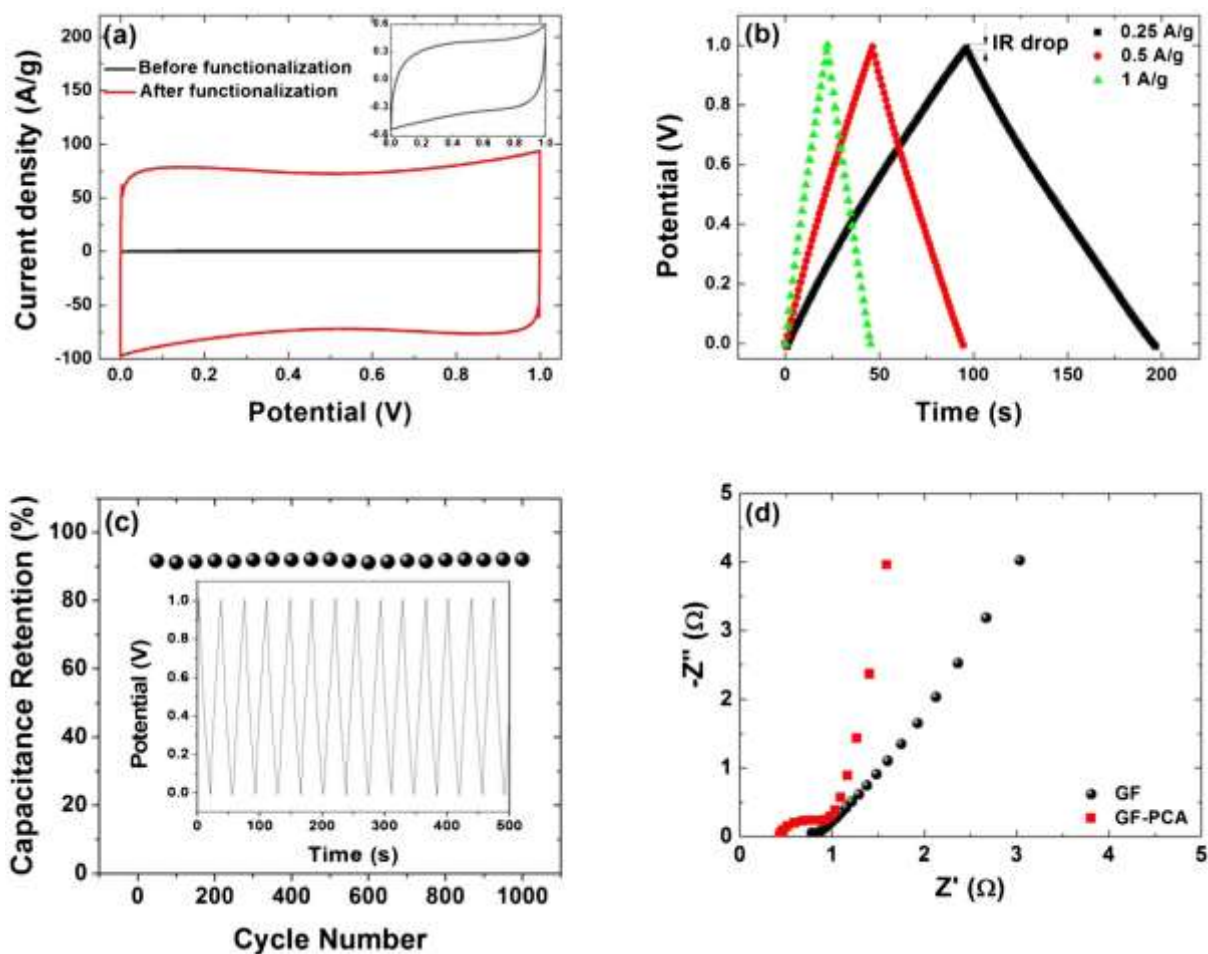 (a)
Before functionalization
After functionalization
200
150
100
50
0
-50
-100
0.0 0.2 0.4 0.6 0.8 1.0
Current density (A/g)
Potential (V)
0.6
0.3
0.0
-0.3
-0.6
0.0 0.2 0.4 0.6 0.8 1.0
(b)
IR drop
0.25 A/g
0.5 A/g
1 A/g
1.0
0.8
0.6
0.4
0.2
0.0
0 50 100 150 200
Potential (V)
Time (s)
(c)
100
80
60
40
20
0
0 200 400 600 800 1000
Capacitance Retention (%)
Cycle Number
1.0
0.8
0.6
0.4
0.2
0.0
0 100 200 300 400 500
Potential (V)
Time (s)
(d)
5
4
3
2
1
0
0 1 2 3 4 5
-Z'' (Ω)
Z' (Ω)
GF
GF-PCA